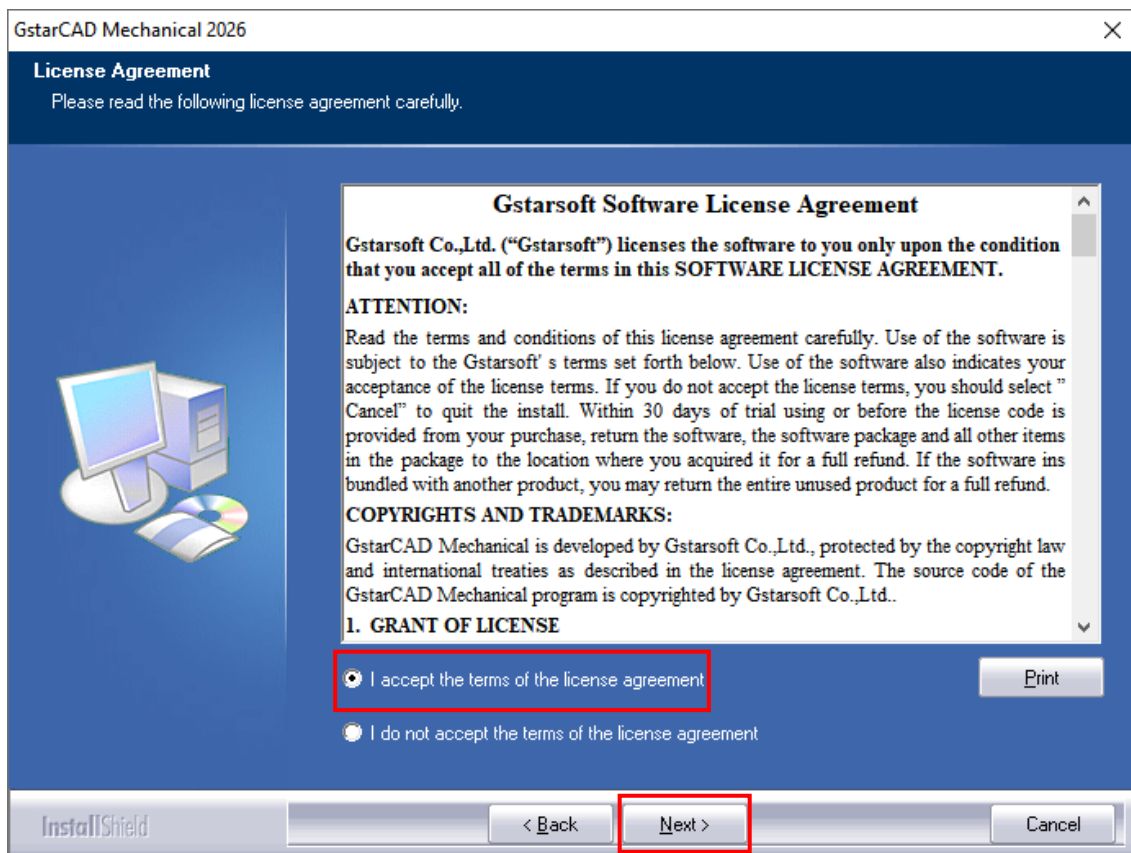 GstarCAD Mechanical 2026
License Agreement
Please read the following license agreement carefully.
Gstarsoft Software License Agreement
Gstarsoft Co.,Ltd. (“Gstarsoft”) licenses the software to you only upon the condition
that you accept all of the terms in this SOFTWARE LICENSE AGREEMENT.
ATTENTION:
Read the terms and conditions of this license agreement carefully. Use of the software is
subject to the Gstarsoft' s terms set forth below. Use of the software also indicates your
acceptance of the license terms. If you do not accept the license terms, you should select ”
Cancel” to quit the install. Within 30 days of trial using or before the license code is
provided from your purchase, return the software, the software package and all other items
in the package to the location where you acquired it for a full refund. If the software ins
bundled with another product, you may return the entire unused product for a full refund.
COPYRIGHTS AND TRADEMARKS:
GstarCAD Mechanical is developed by Gstarsoft Co.,Ltd., protected by the copyright law
and international treaties as described in the license agreement. The source code of the
GstarCAD Mechanical program is copyrighted by Gstarsoft Co.,Ltd..
1. GRANT OF LICENSE
I accept the terms of the license agreement
Print
I do not accept the terms of the license agreement
InstallShield
< Back
Next >
Cancel